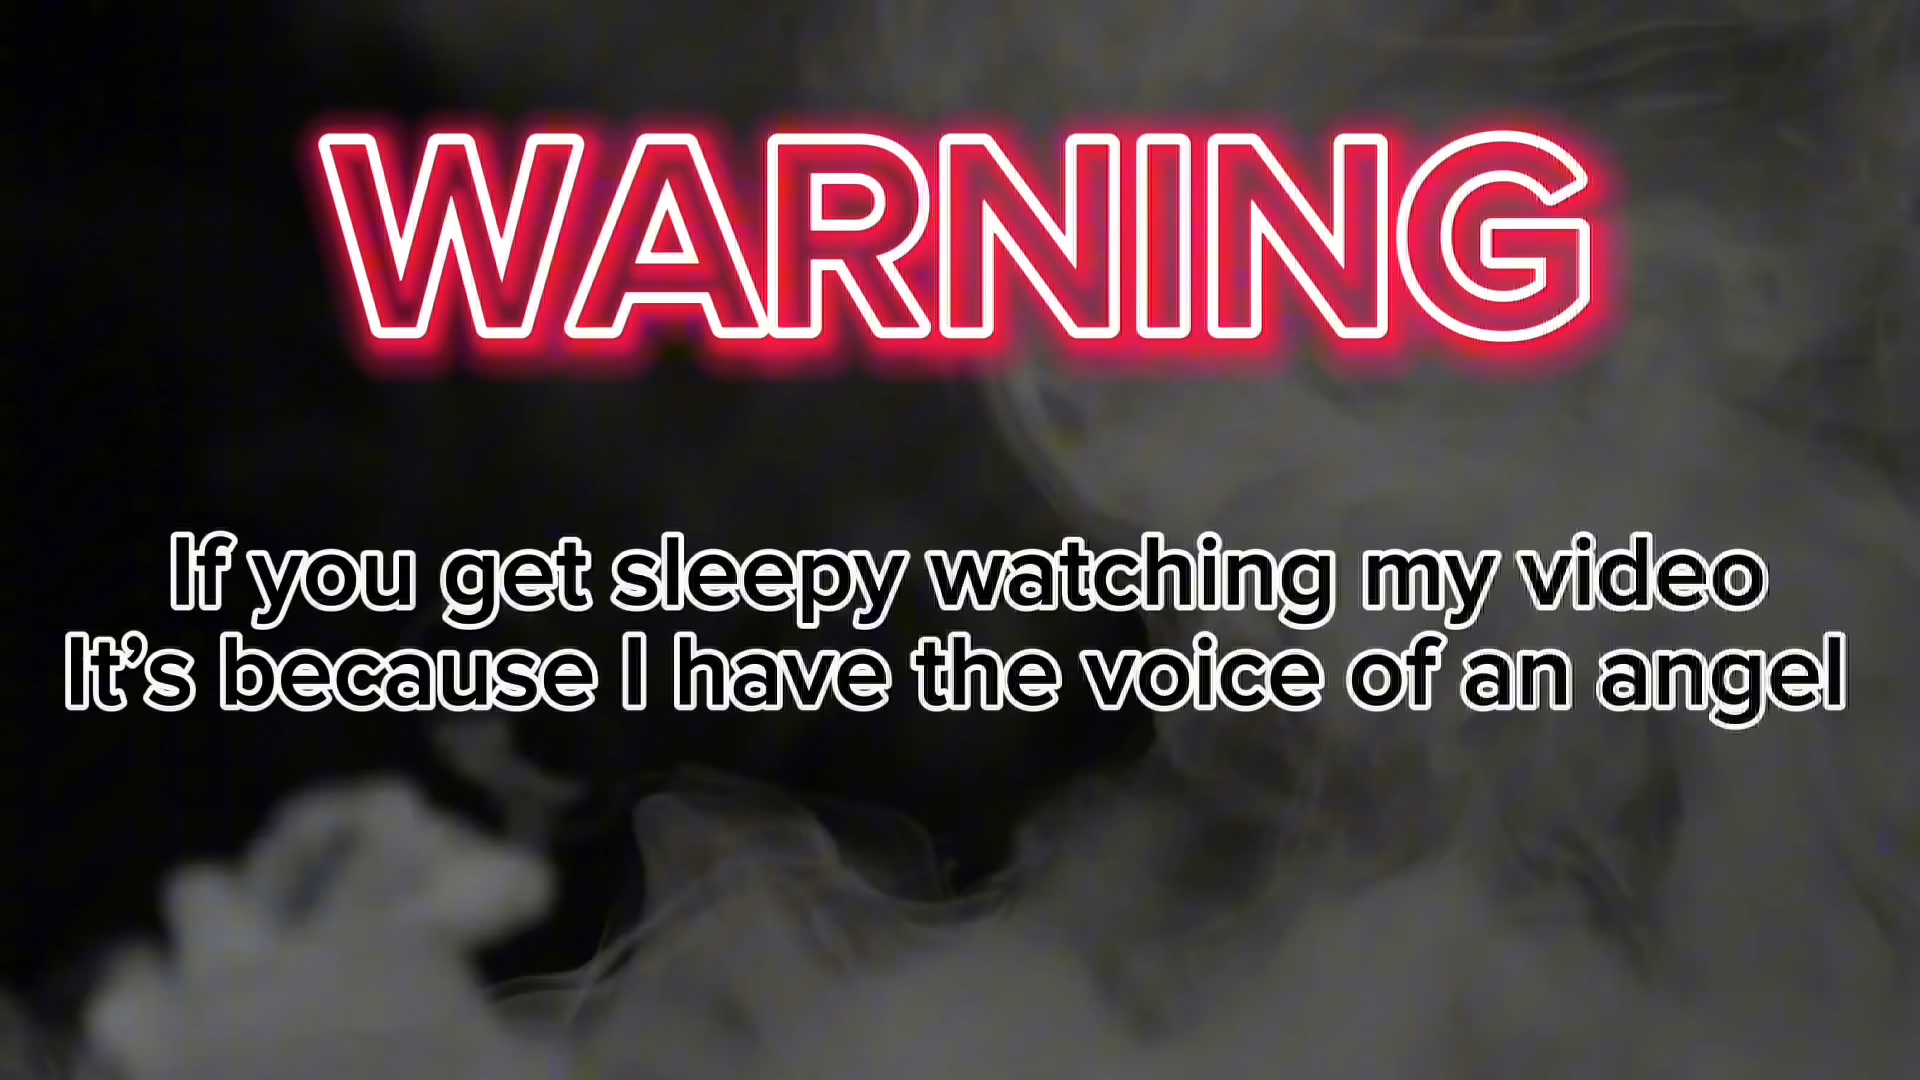 WARNING
If you get sleepy watching my video
It’s because I have the voice of an angel